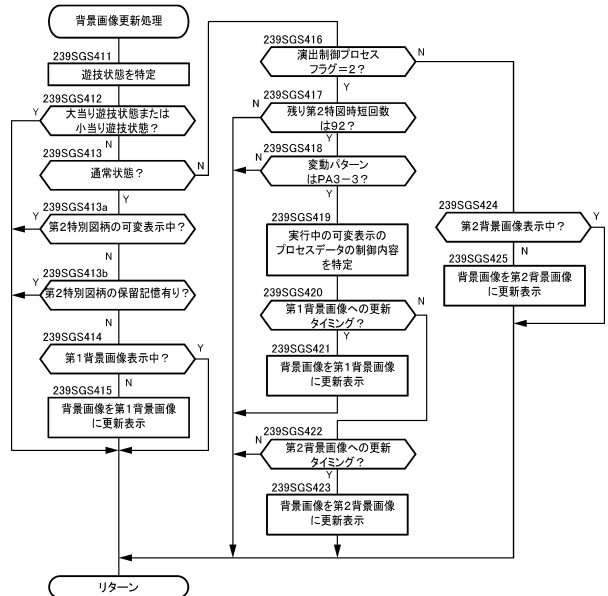 背景画像更新処理
239SGS411
遊技状態を特定
239SGS412
大当り遊技状態または
小当り遊技状態？
Y
N
239SGS413
通常状態？
N
Y
239SGS413a
第2特別図柄の可変表示中？
Y
N
239SGS413b
第2特別図柄の保留記憶有り？
Y
N
239SGS414
第1背景画像表示中？
Y
N
239SGS415
背景画像を第1背景画像
に更新表示
リターン
239SGS416
演出制御プロセス
フラグ＝2？
N
Y
239SGS417
残り第2特図時短回数
は92？
N
Y
239SGS418
変動パターン
はPA3－3？
N
Y
239SGS419
実行中の可変表示の
プロセスデータの制御内容
を特定
239SGS420
第1背景画像への更新
タイミング？
N
Y
239SGS421
背景画像を第1背景画像
に更新表示
239SGS422
第2背景画像への更新
タイミング？
N
Y
239SGS423
背景画像を第2背景画像
に更新表示
239SGS424
第2背景画像表示中？
Y
N
239SGS425
背景画像を第2背景画像
に更新表示